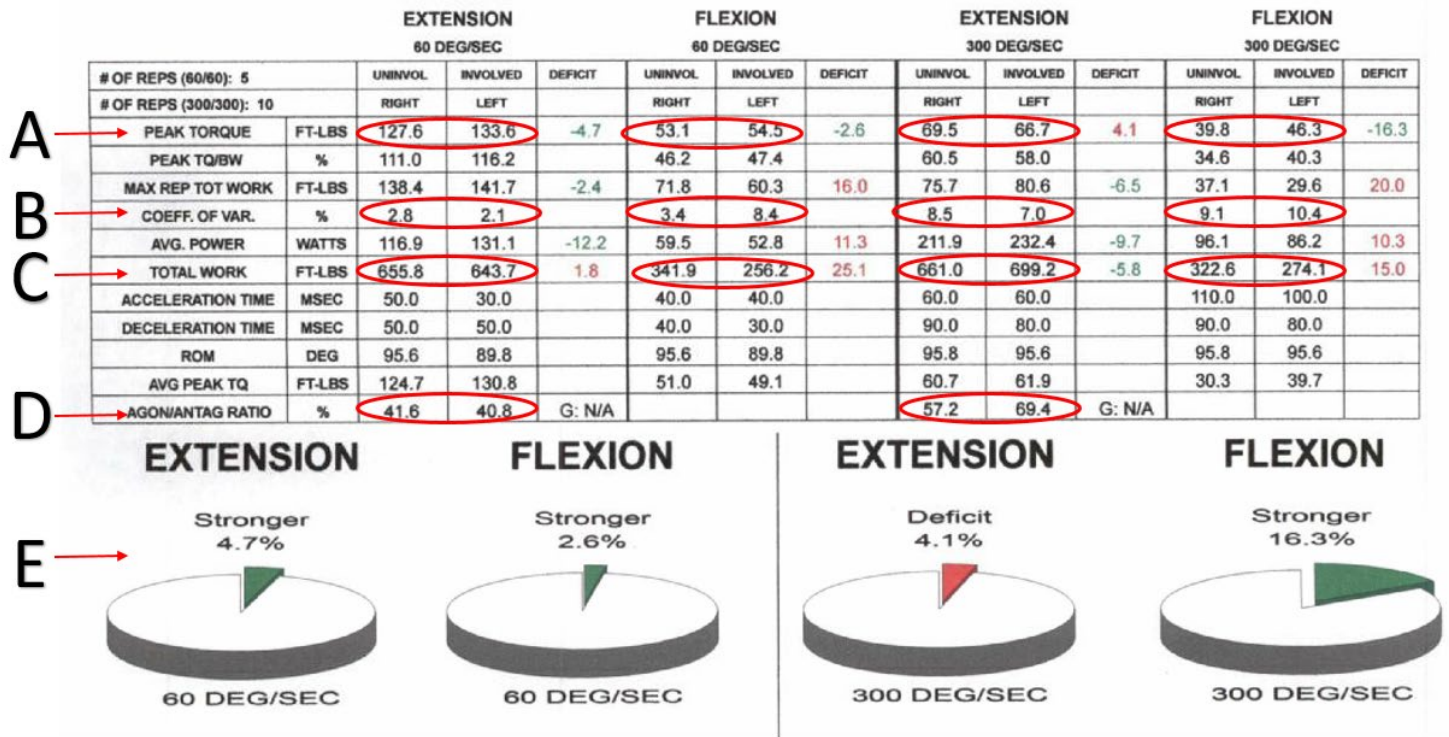 EXTENSION FLEXION EXTENSION FLEXION
60 DEG/SEC 60 DEG/SEC 300 DEG/SEC 300 DEG/SEC
# OF REPS (60/60): 5 UNINVOL INVOLVED DEFICIT UNINVOL INVOLVED DEFICIT UNINVOL INVOLVED DEFICIT UNINVOL INVOLVED DEFICIT
# OF REPS (300/300): 10 RIGHT LEFT RIGHT LEFT RIGHT LEFT RIGHT LEFT
A PEAK TORQUE FT-LBS 127.6 133.6 -4.7 53.1 54.5 -2.6 69.5 66.7 4.1 39.8 46.3 -16.3
PEAK TQ/BW % 111.0 116.2 46.2 47.4 60.5 58.0 34.6 40.3
MAX REP TOT WORK FT-LBS 138.4 141.7 -2.4 71.8 60.3 16.0 75.7 80.6 -6.5 37.1 29.6 20.0
B COEFF. OF VAR. % 2.8 2.1 3.4 8.4 8.5 7.0 9.1 10.4
AVG. POWER WATTS 116.9 131.1 -12.2 59.5 52.8 11.3 211.9 232.4 -9.7 96.1 86.2 10.3
C TOTAL WORK FT-LBS 655.8 643.7 1.8 341.9 256.2 25.1 661.0 699.2 -5.8 322.6 274.1 15.0
ACCELERATION TIME MSEC 50.0 30.0 40.0 40.0 60.0 60.0 110.0 100.0
DECELERATION TIME MSEC 50.0 50.0 40.0 30.0 90.0 80.0 90.0 80.0
ROM DEG 95.6 89.8 95.6 89.8 95.8 95.6 95.8 95.6
AVG PEAK TQ FT-LBS 124.7 130.8 51.0 49.1 60.7 61.9 30.3 39.7
D AGON/ANTAG RATIO % 41.6 40.8 G: N/A 57.2 69.4 G: N/A
EXTENSION FLEXION EXTENSION FLEXION
Stronger Stronger Deficit Stronger
4.7% 2.6% 4.1% 16.3%
E
60 DEG/SEC 60 DEG/SEC 300 DEG/SEC 300 DEG/SEC